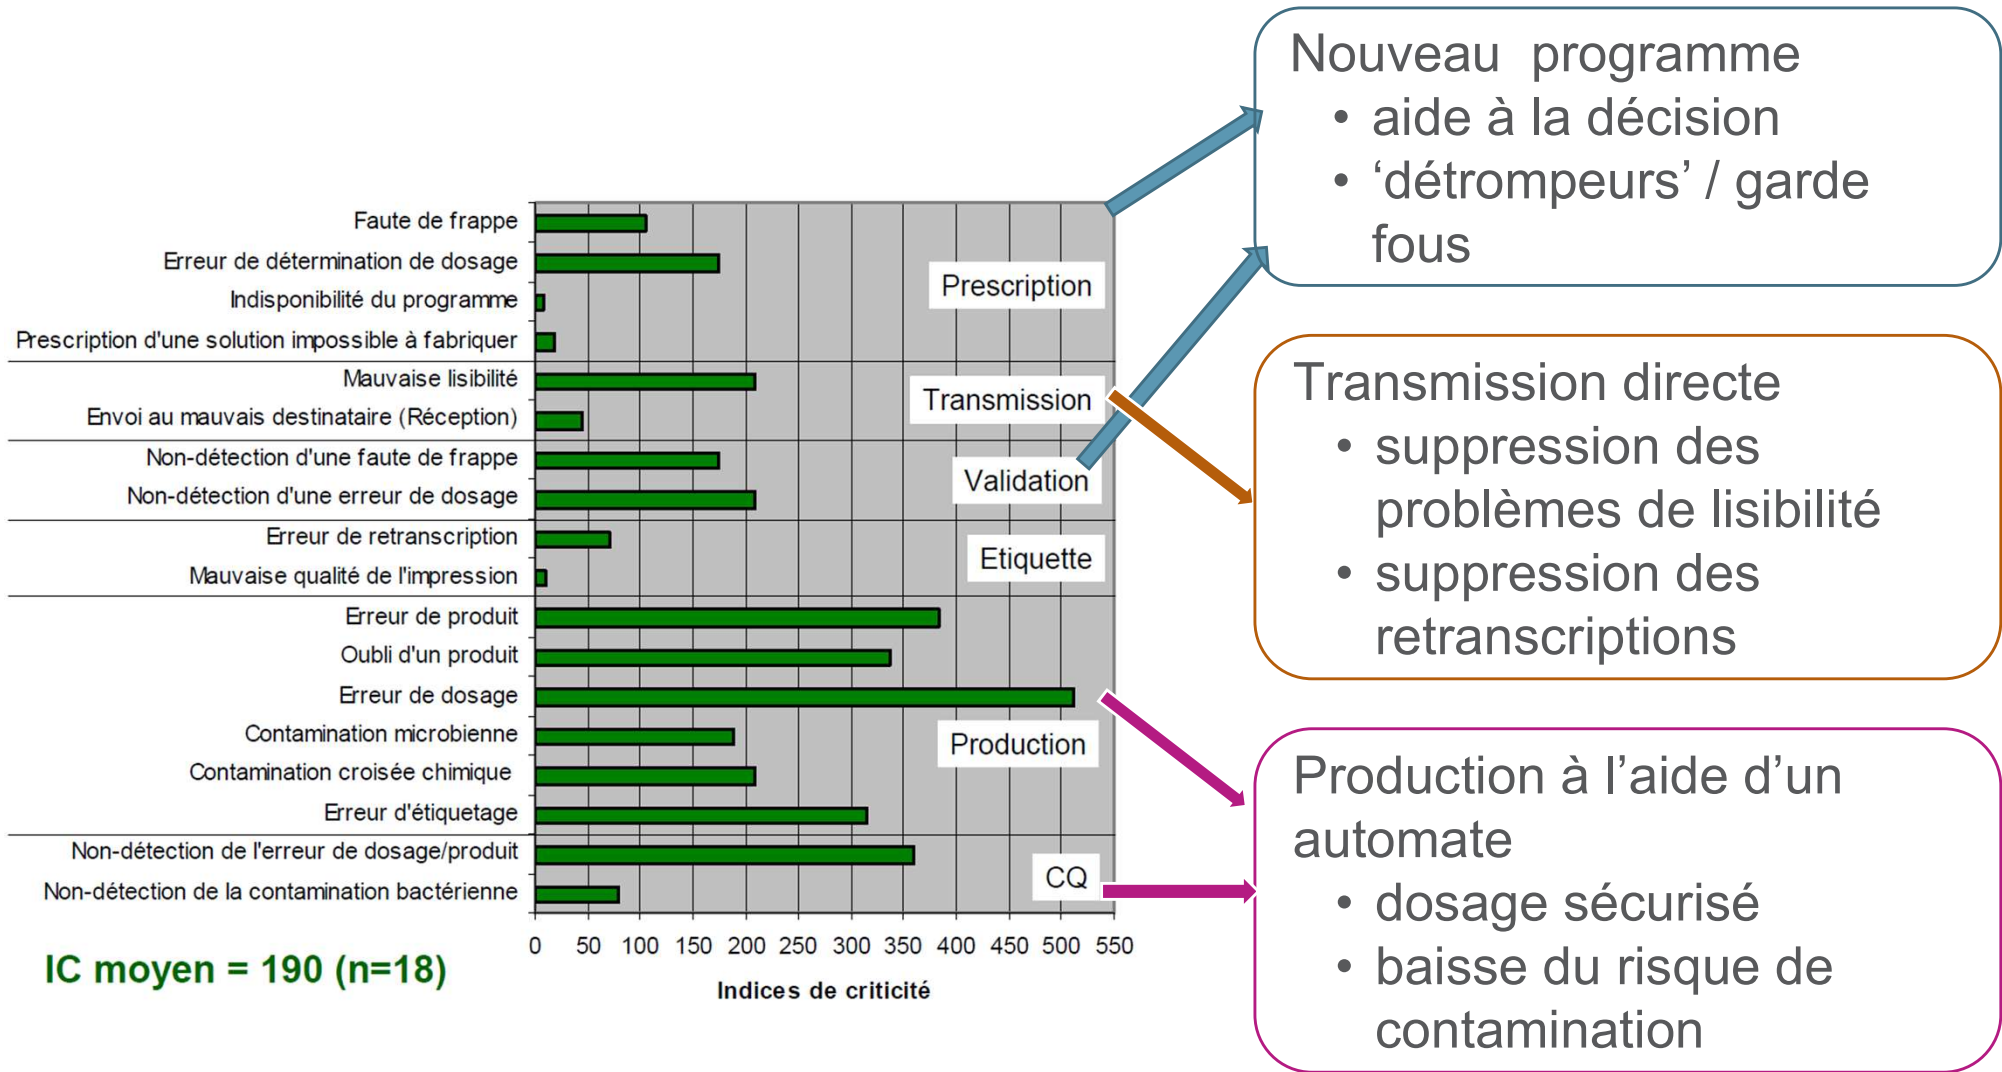 Faute de frappe
Erreur de détermination de dosage
Indisponibilité du programme
Prescription d'une solution impossible à fabriquer
Mauvaise lisibilité
Envoi au mauvais destinataire (Réception)
Non-détection d'une faute de frappe
Non-détection d'une erreur de dosage
Erreur de retranscription
Mauvaise qualité de l'impression
Erreur de produit
Oubli d'un produit
Erreur de dosage
Contamination microbienne
Contamination croisée chimique
Erreur d'étiquetage
Non-détection de l'erreur de dosage/produit
Non-détection de la contamination bactérienne
Prescription
Transmission
Validation
Etiquette
Production
CQ
0 50 100 150 200 250 300 350 400 450 500 550
Indices de criticité
IC moyen = 190 (n=18)
Nouveau programme
• aide à la décision
• ‘détrompeurs’ / garde
fous
Transmission directe
• suppression des
problèmes de lisibilité
• suppression des
retranscriptions
Production à l’aide d’un
automate
• dosage sécurisé
• baisse du risque de
contamination